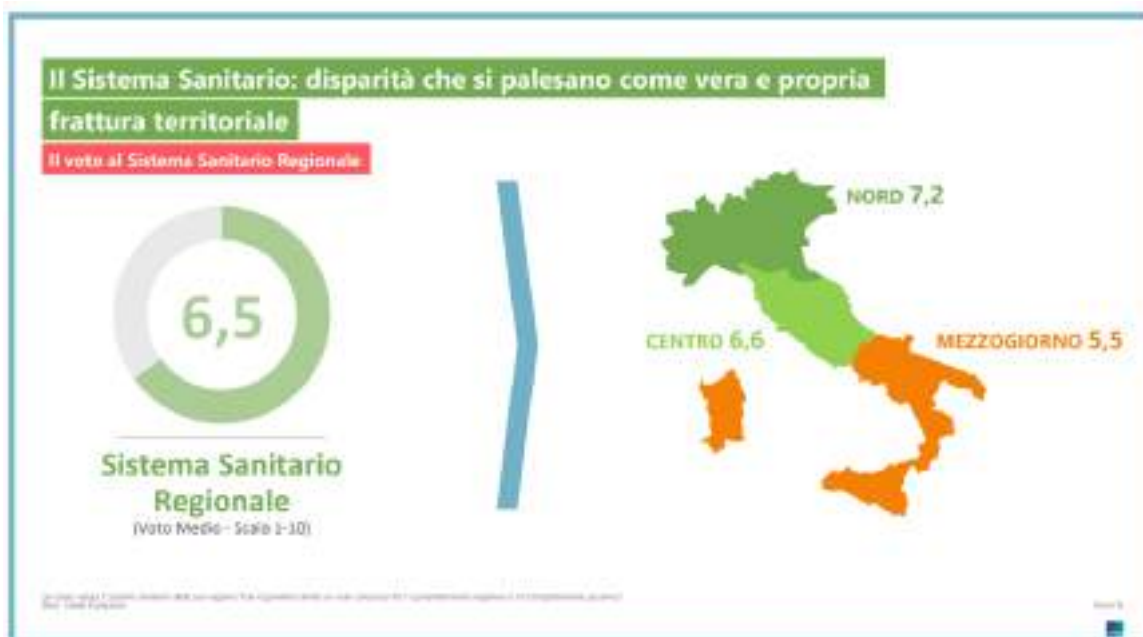 Il Sistema Sanitario: disparità che si palesano come vera e propria
frattura territoriale
Il voto al Sistema Sanitario Regionale
6,5
Sistema Sanitario
Regionale
(Voto Medio - Scala 1-10)
NORD 7,2
CENTRO 6,6
MEZZOGIORNO 5,5